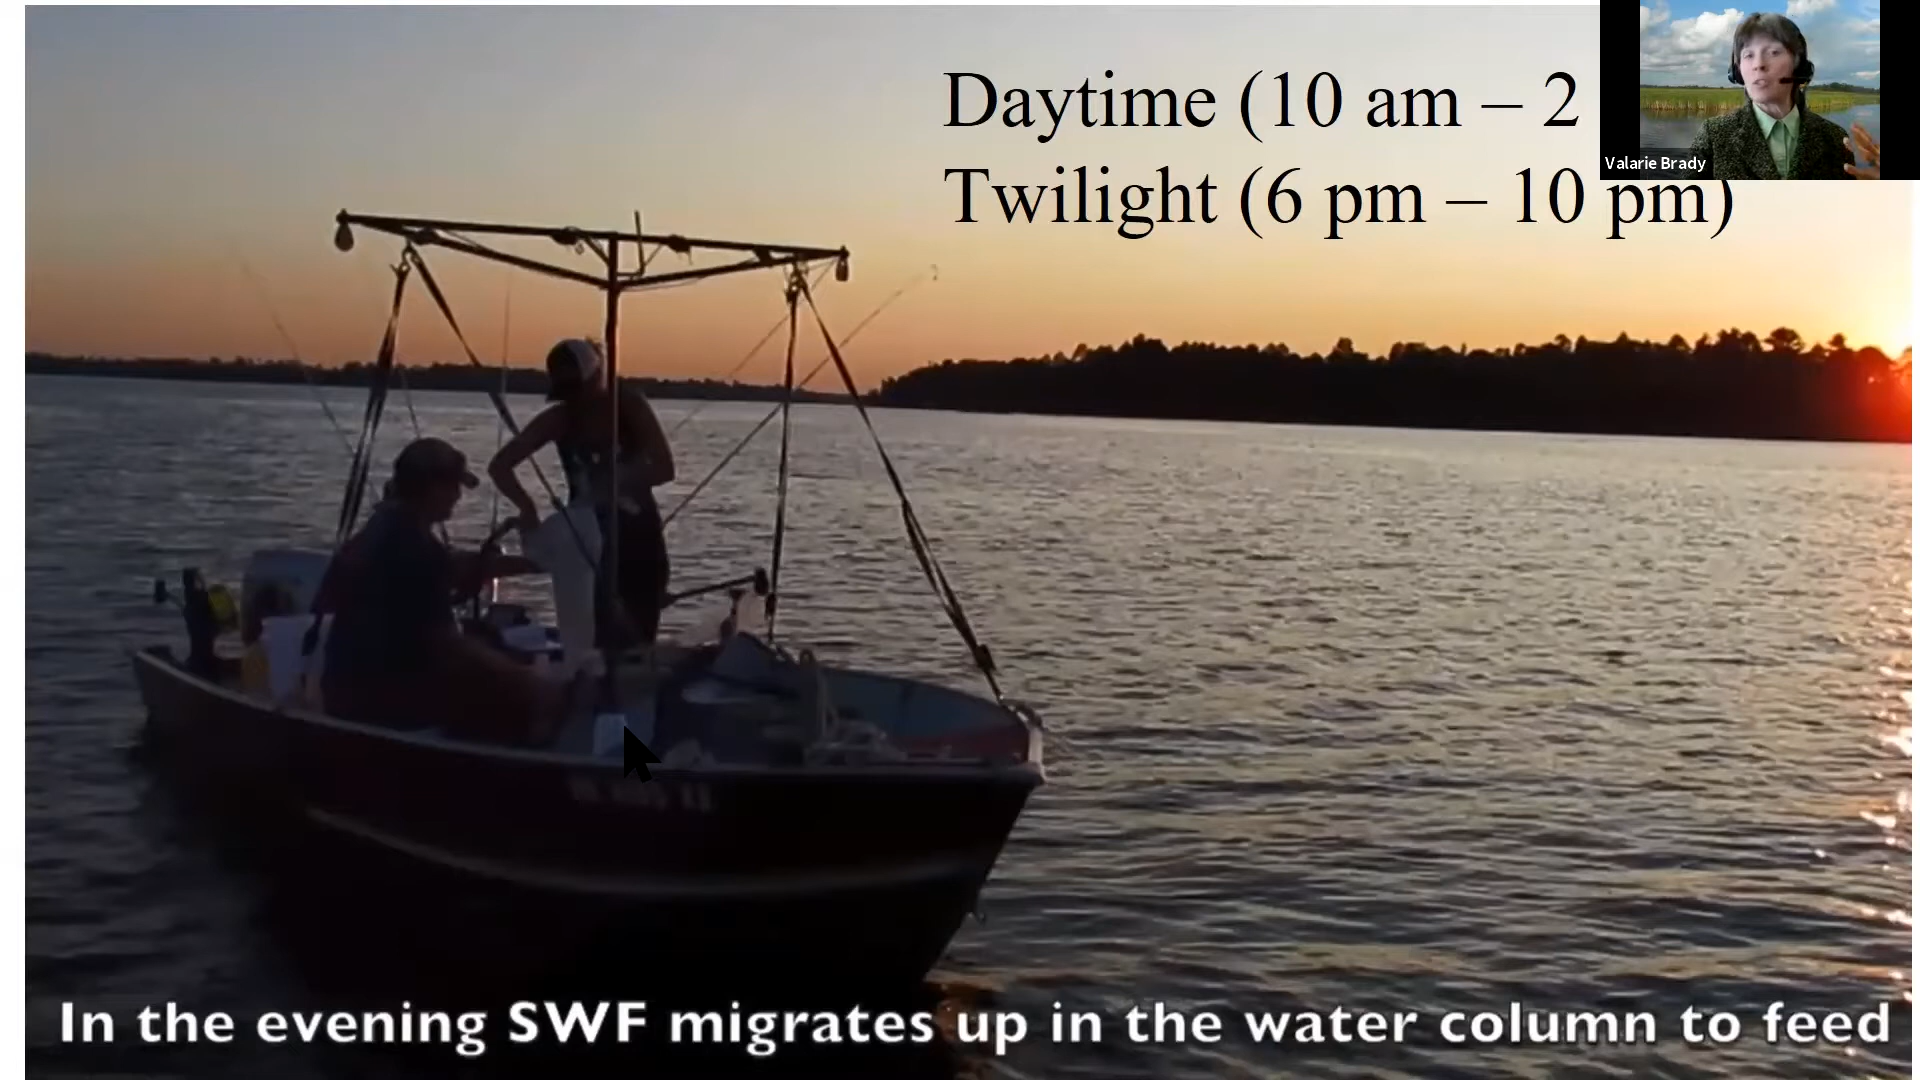 Daytime (10 am – 2
Twilight (6 pm – 10 pm)
Valarie Brady
In the evening SWF migrates up in the water column to feed